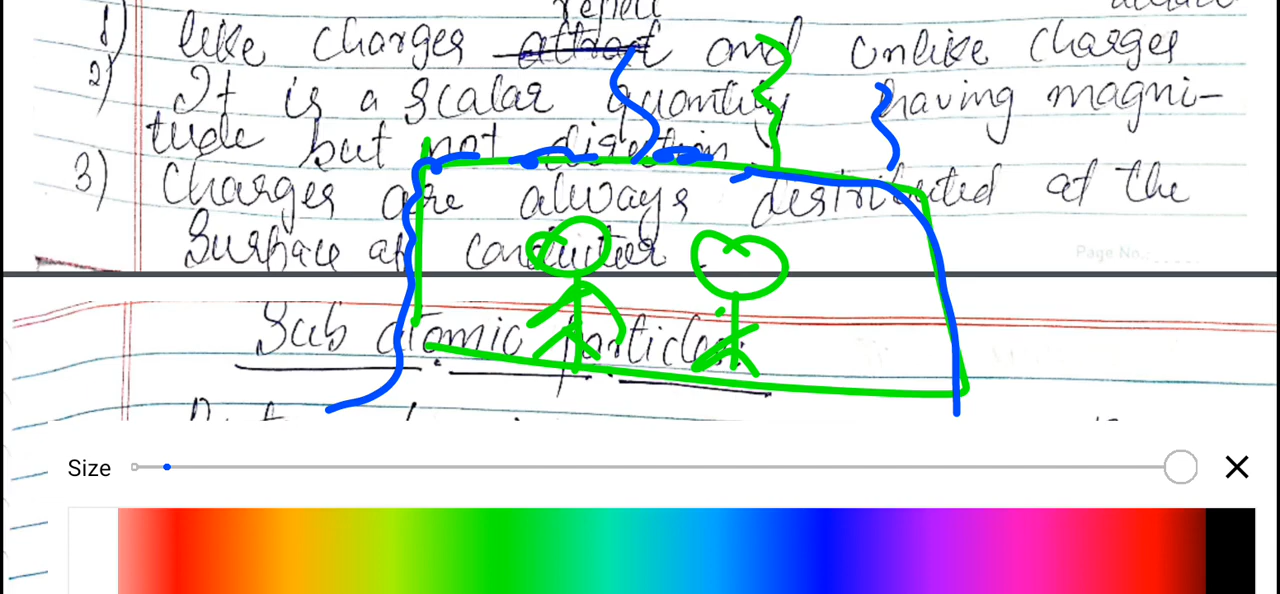 repell
1) like charges attract and unlike charges
2) It is a scalar quantity having magni-
tude but not direction
3) Charges are always distributed at the
Surface of conductor.
Page No.:
Sub atomic particles
Size